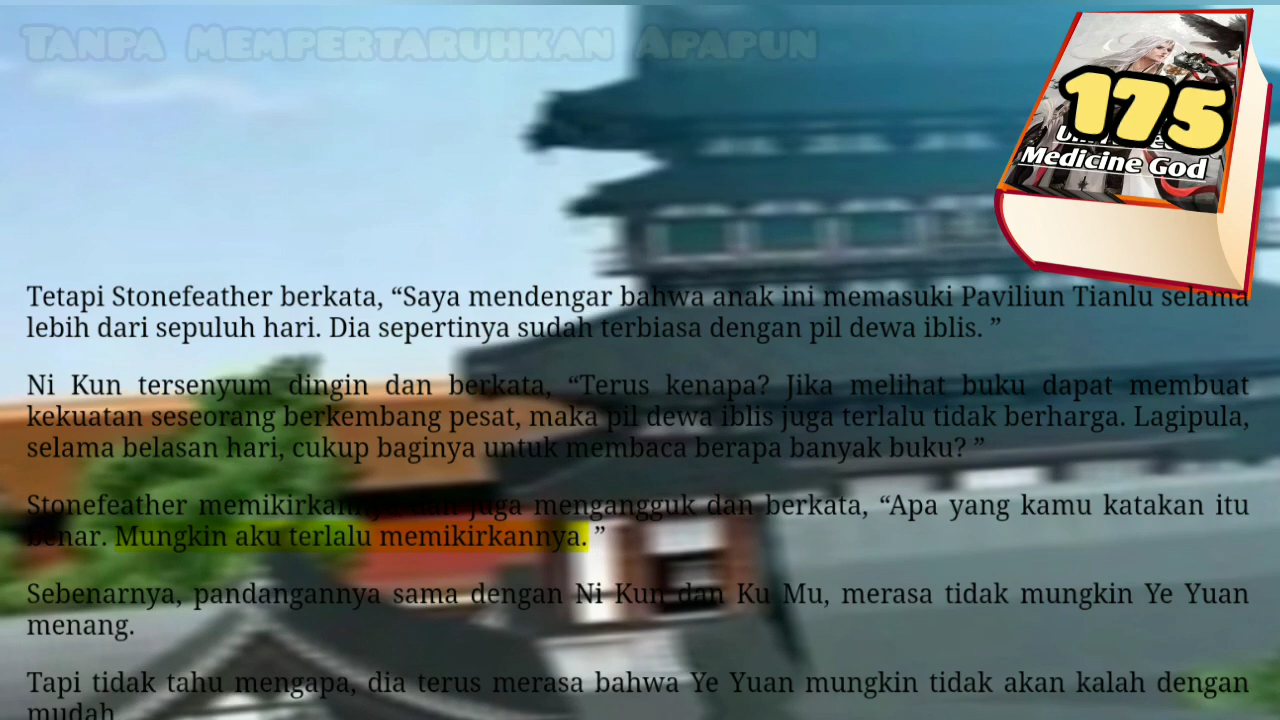 Tanpa Mempertaruhkan Apapun
175
Medicine God
Tetapi Stonefeather berkata, “Saya mendengar bahwa anak ini memasuki Paviliun Tianlu selama
lebih dari sepuluh hari. Dia sepertinya sudah terbiasa dengan pil dewa iblis. ”
Ni Kun tersenyum dingin dan berkata, “Terus kenapa? Jika melihat buku dapat membuat
kekuatan seseorang berkembang pesat, maka pil dewa iblis juga terlalu tidak berharga. Lagipula,
selama belasan hari, cukup baginya untuk membaca berapa banyak buku? ”
Stonefeather memikirkannya dan juga mengangguk dan berkata, “Apa yang kamu katakan itu
benar. Mungkin aku terlalu memikirkannya. ”
Sebenarnya, pandangannya sama dengan Ni Kun dan Ku Mu, merasa tidak mungkin Ye Yuan
menang.
Tapi tidak tahu mengapa, dia terus merasa bahwa Ye Yuan mungkin tidak akan kalah dengan
mudah